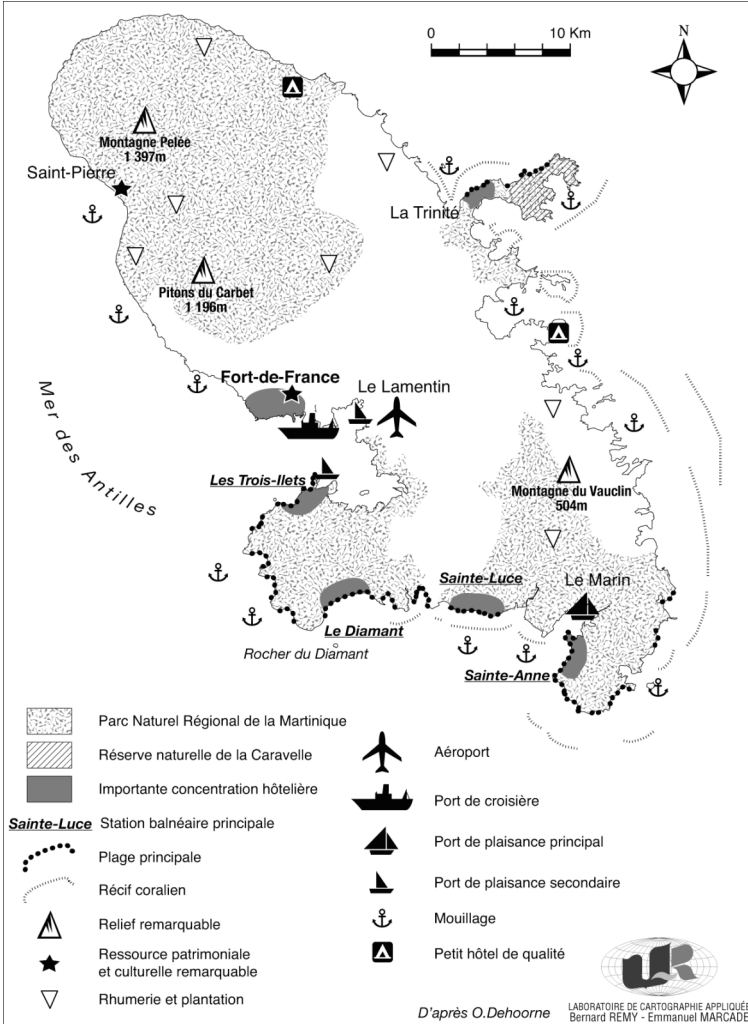 0 10 Km
N
Montagne Pelée
1 397m
Saint-Pierre
La Trinité
Pitons du Carbet
1 196m
Fort-de-France
Le Lamentin
Mer des Antilles
Les Trois-Ilets
Montagne du Vauclin
504m
Sainte-Luce
Le Marin
Le Diamant
Rocher du Diamant
Sainte-Anne
Parc Naturel Régional de la Martinique
Réserve naturelle de la Caravelle
Importante concentration hôtelière
Sainte-Luce Station balnéaire principale
Plage principale
Récif coralien
Relief remarquable
Ressource patrimoniale
et culturelle remarquable
Rhumerie et plantation
Aéroport
Port de croisière
Port de plaisance principal
Port de plaisance secondaire
Mouillage
Petit hôtel de qualité
D'après O.Dehoorne
LABORATOIRE DE CARTOGRAPHIE APPLIQUÉE
Bernard REMY - Emmanuel MARCADE